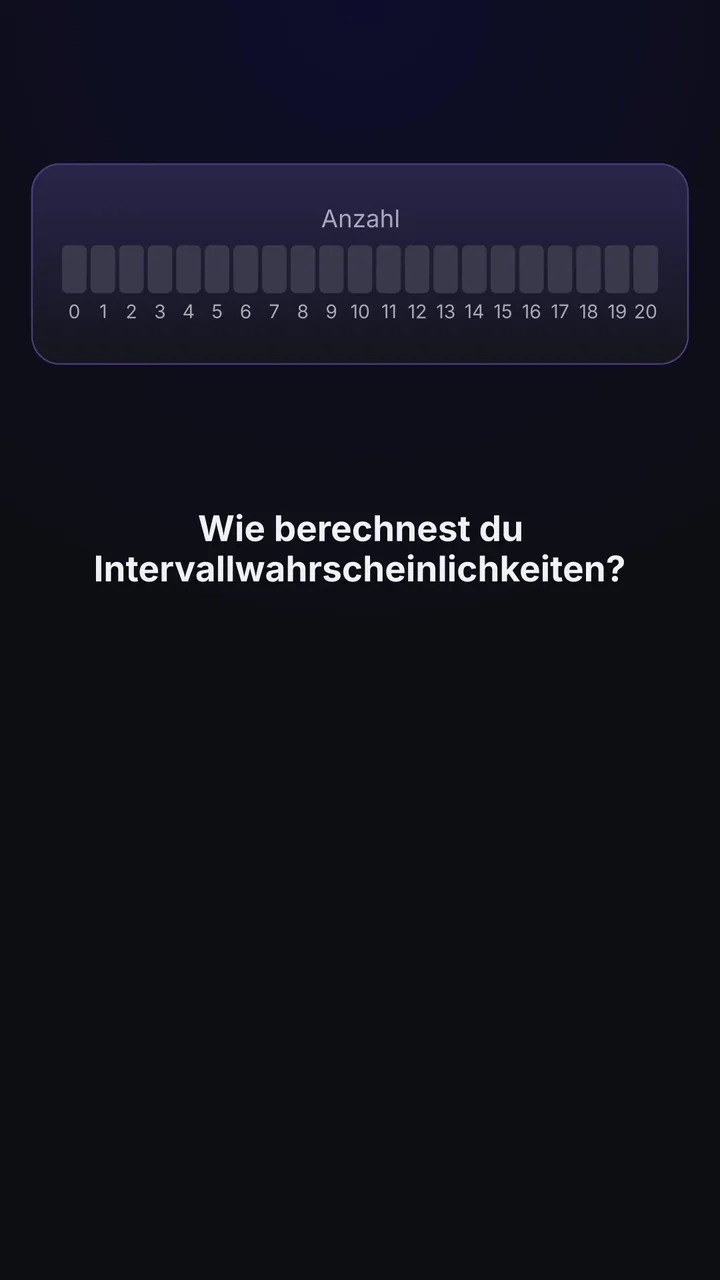 Anzahl
0 1 2 3 4 5 6 7 8 9 10 11 12 13 14 15 16 17 18 19 20
Wie berechnest du
Intervallwahrscheinlichkeiten?